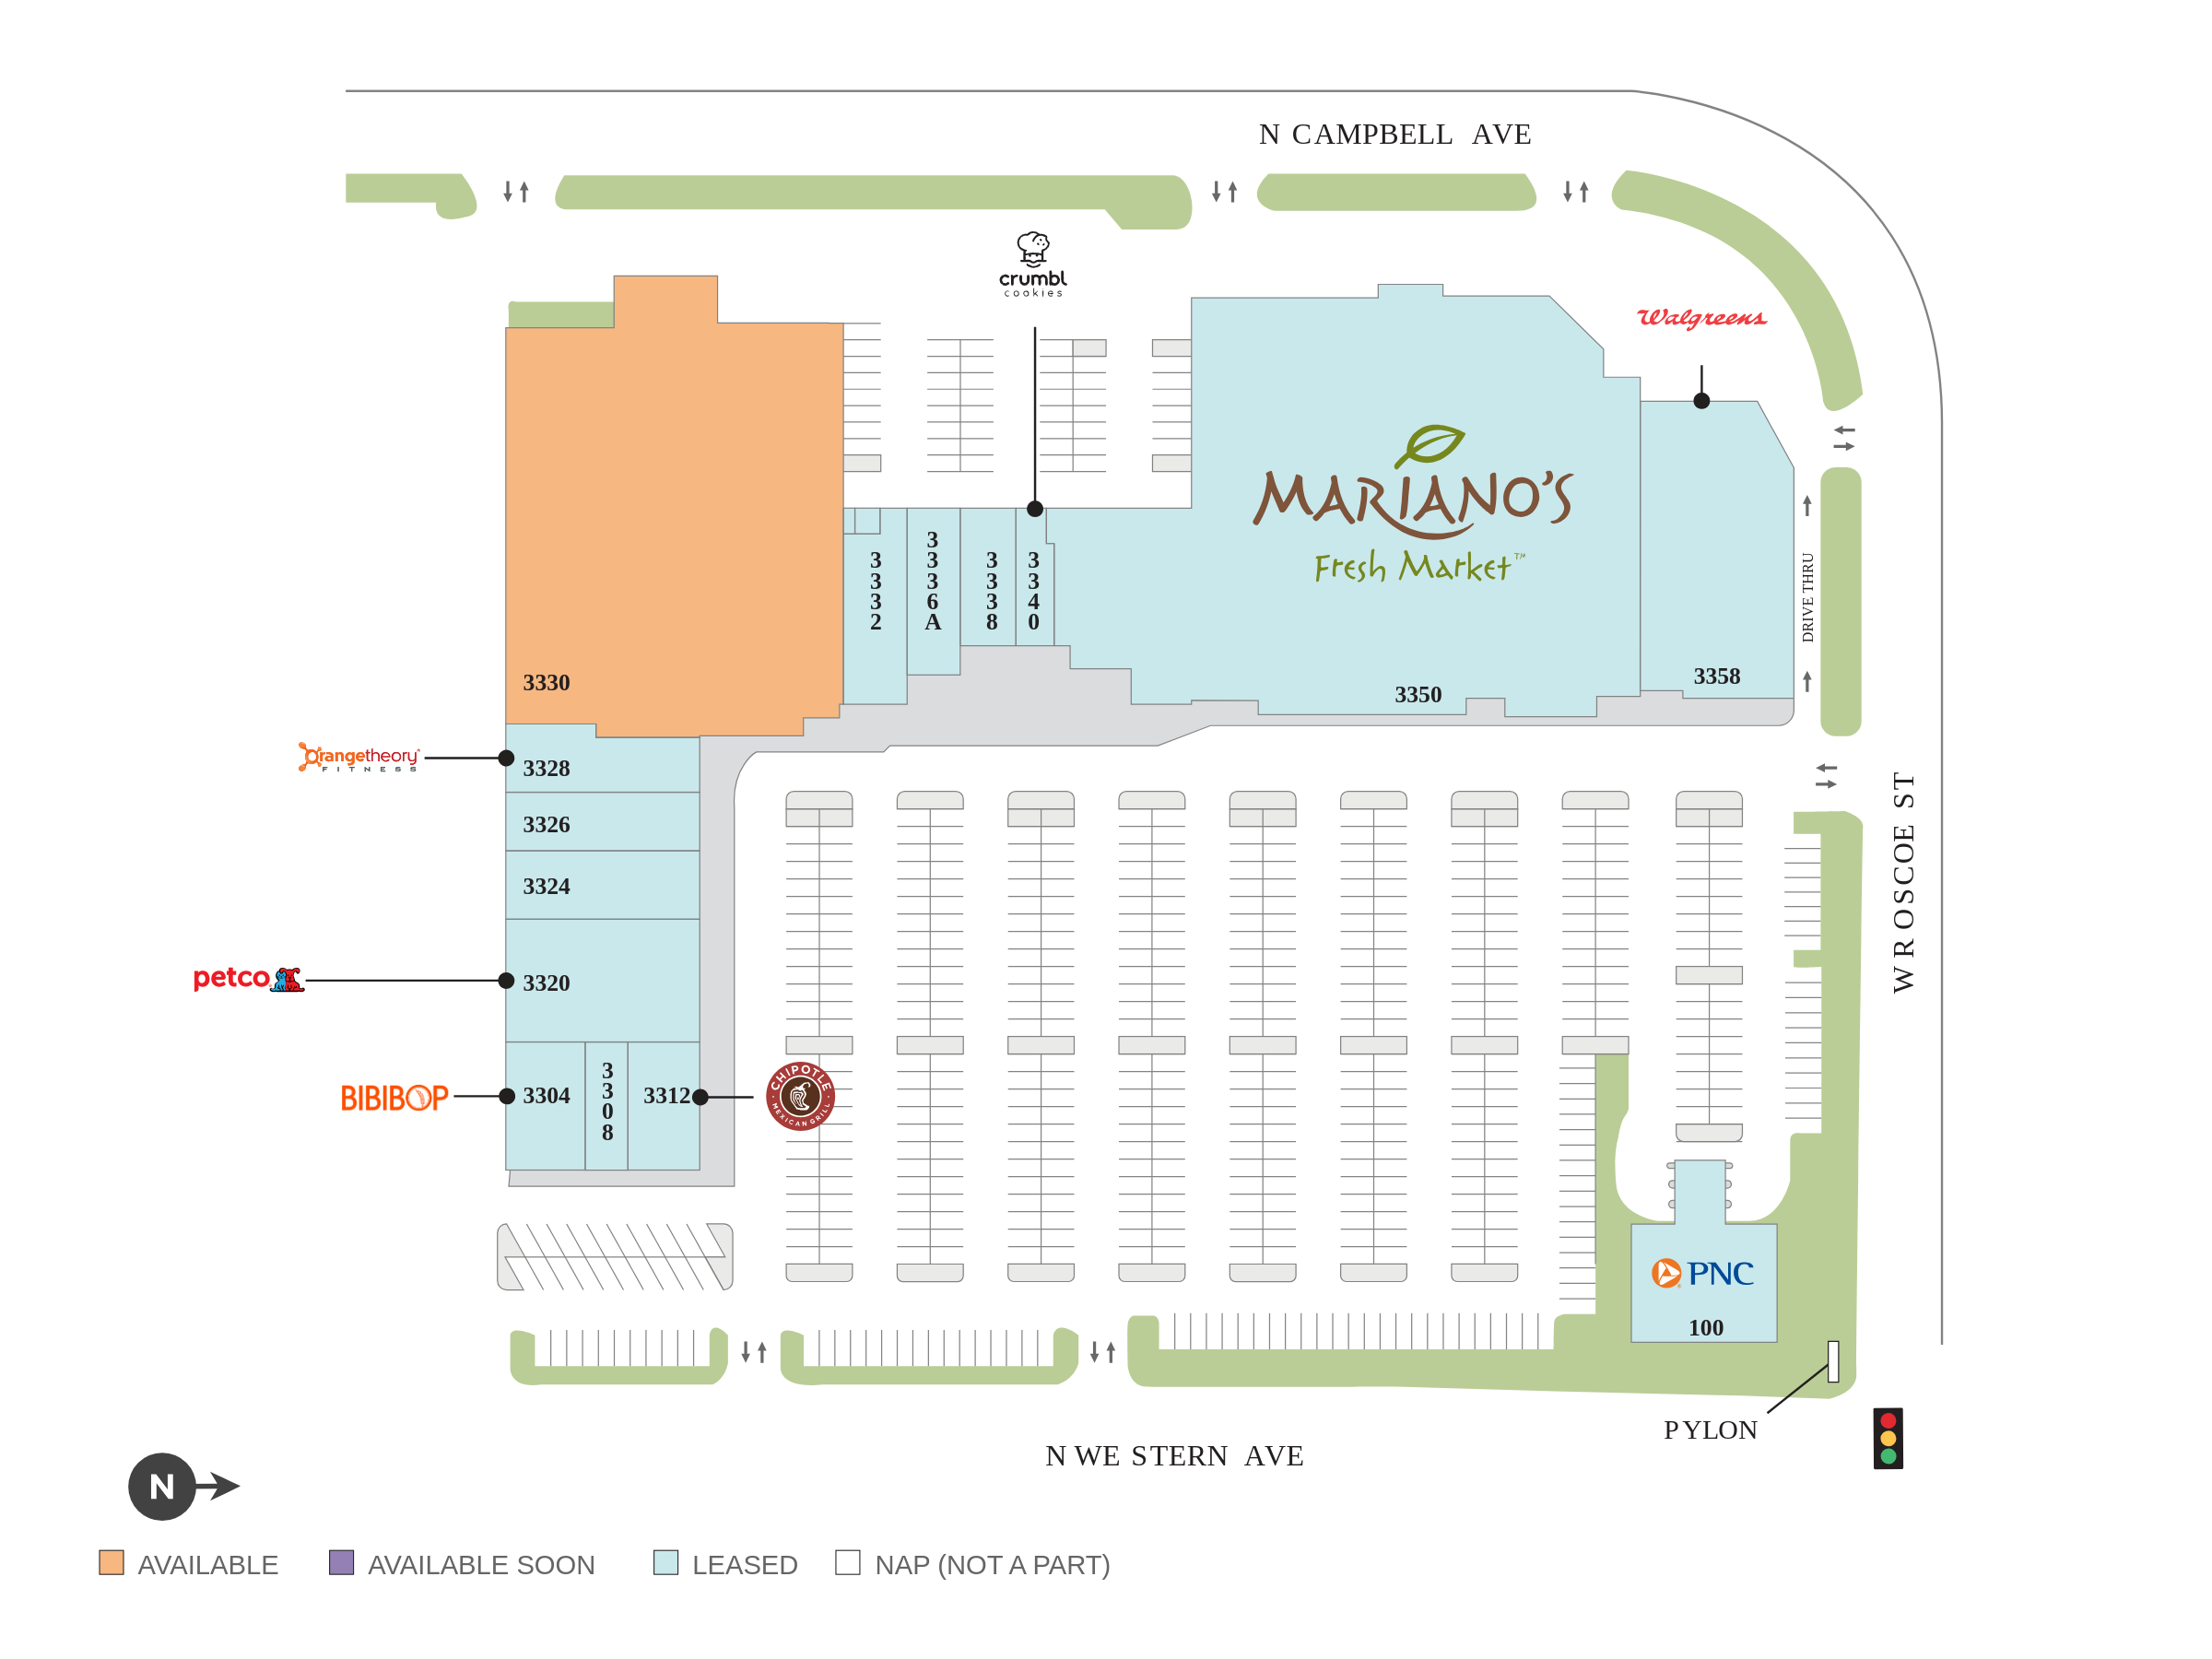 N CAMPBELL AVE
crumbl
cookies
Walgreens
MARIANO'S
Fresh Market™
3332
3336A
3338
3340
DRIVE THRU
3330
3350
3358
orangetheory®
FITNESS
3328
3326
3324
W ROSCOE ST
petco
3320
BIBIBOP
3304
3308
3312
CHIPOTLE
MEXICAN GRILL
PNC
100
PYLON
N WESTERN AVE
N
AVAILABLE
AVAILABLE SOON
LEASED
NAP (NOT A PART)